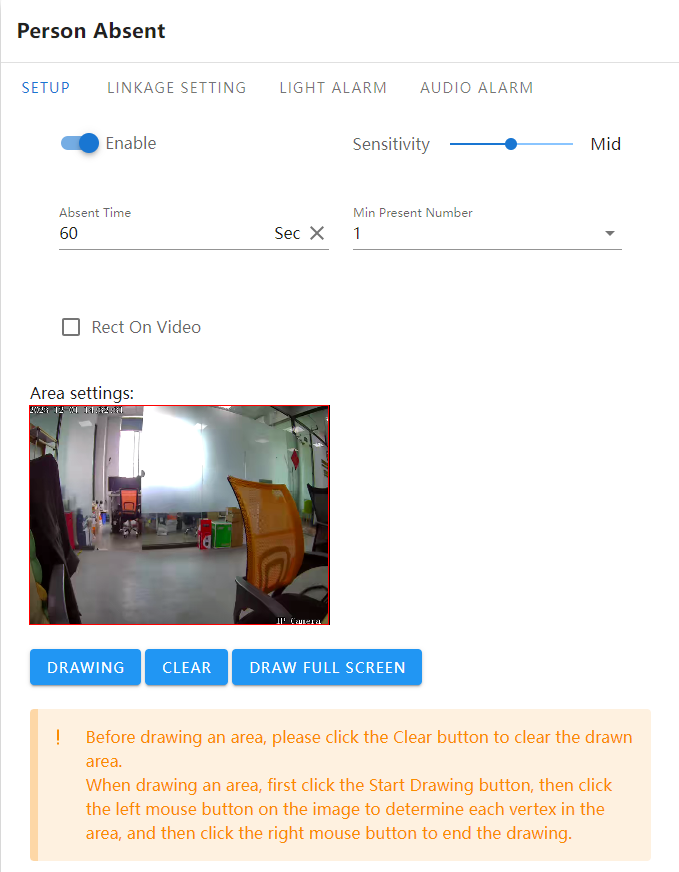 Person Absent
SETUP LINKAGE SETTING LIGHT ALARM AUDIO ALARM
Enable Sensitivity Mid
Absent Time Min Present Number
60 Sec 1
Rect On Video
Area settings:
IP Camera
DRAWING CLEAR DRAW FULL SCREEN
! Before drawing an area, please click the Clear button to clear the drawn
area.
When drawing an area, first click the Start Drawing button, then click
the left mouse button on the image to determine each vertex in the
area, and then click the right mouse button to end the drawing.